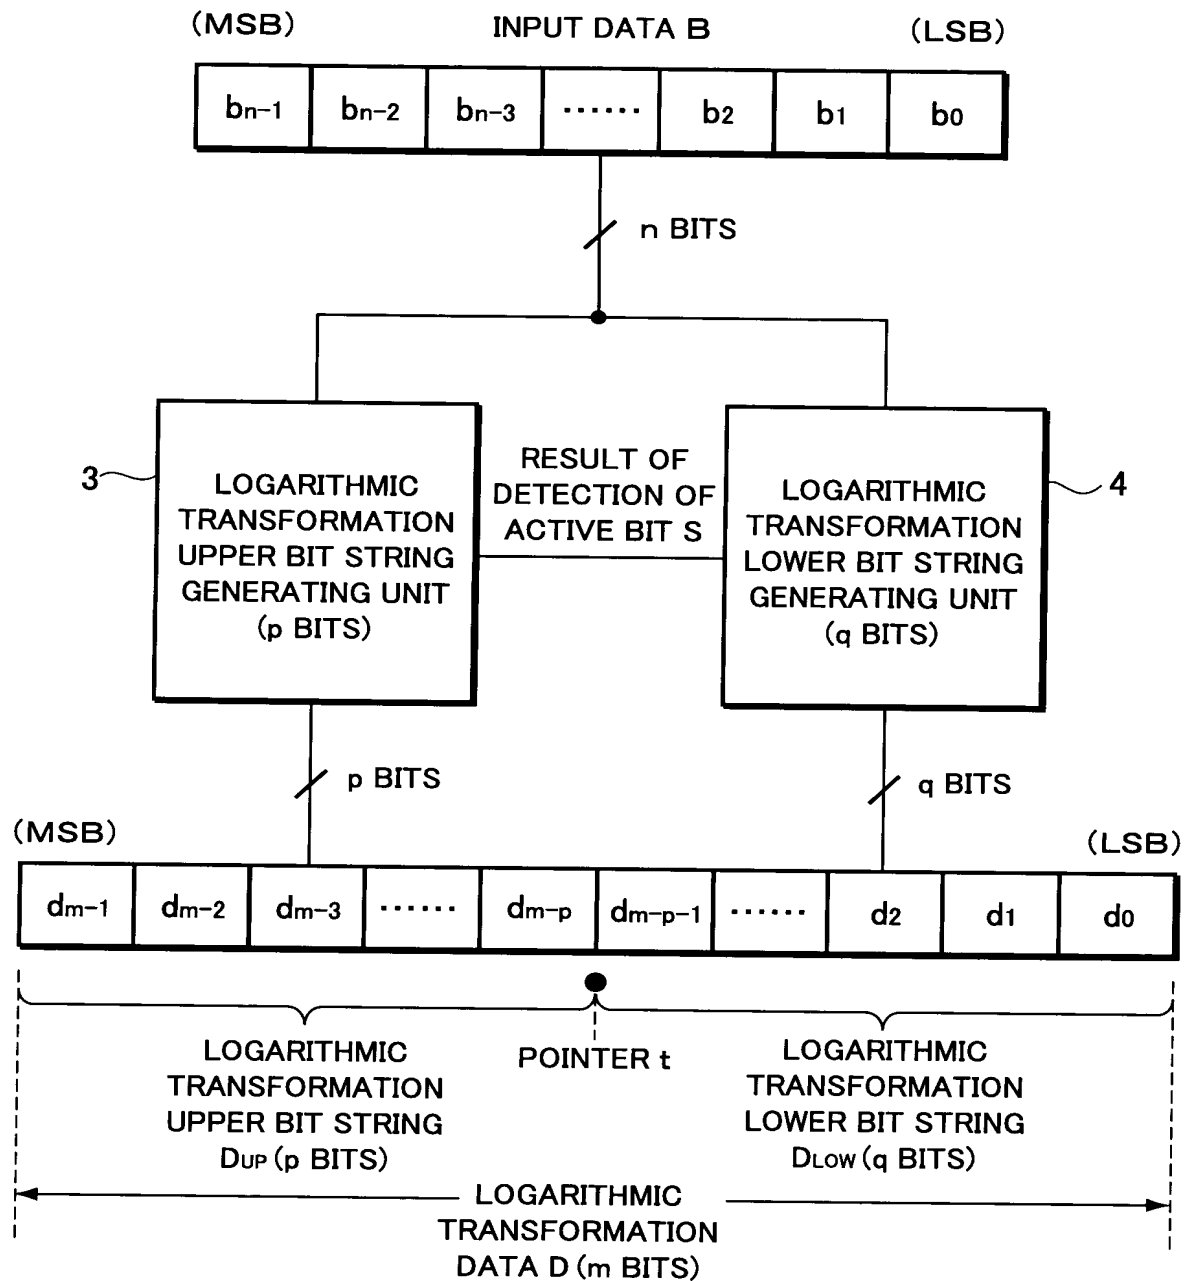 (MSB) INPUT DATA B (LSB)
bn-1 bn-2 bn-3 ······ b2 b1 b0
n BITS
3
LOGARITHMIC
TRANSFORMATION
UPPER BIT STRING
GENERATING UNIT
(p BITS)
RESULT OF
DETECTION OF
ACTIVE BIT S
LOGARITHMIC
TRANSFORMATION
LOWER BIT STRING
GENERATING UNIT
(q BITS)
4
p BITS
q BITS
(MSB)
(LSB)
dm-1 dm-2 dm-3 ······ dm-p dm-p-1 ······ d2 d1 d0
LOGARITHMIC
TRANSFORMATION
UPPER BIT STRING
DUP (p BITS)
POINTER t
LOGARITHMIC
TRANSFORMATION
LOWER BIT STRING
DLOW (q BITS)
LOGARITHMIC
TRANSFORMATION
DATA D (m BITS)